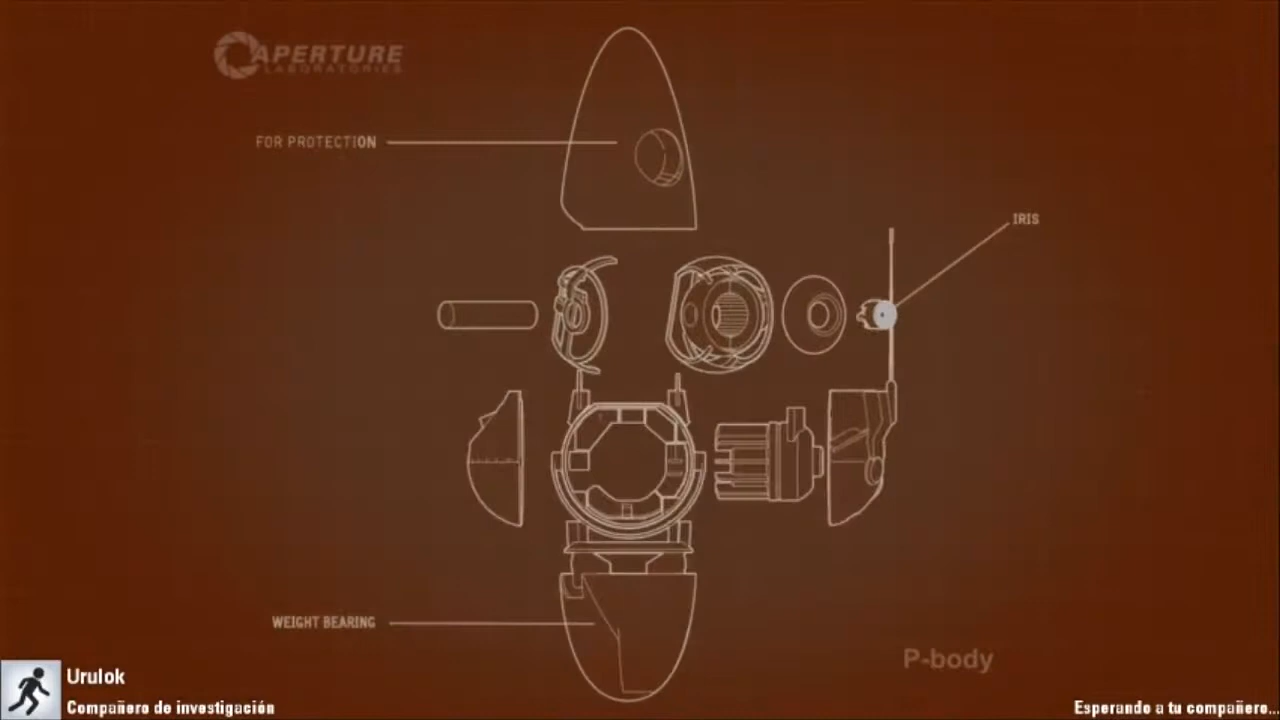 APERTURE
LABORATORIES
FOR PROTECTION
IRIS
WEIGHT BEARING
P-body
Urulok
Compañero de investigación
Esperando a tu compañero...